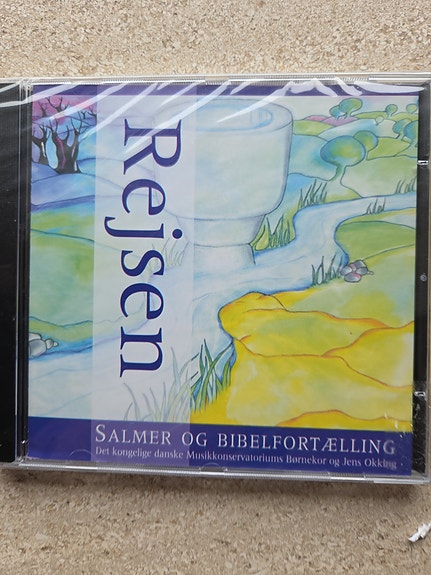 Rejsen
SALMER OG BIBELFORTÆLLING
Det kongelige danske Musikkonservatoriums Børnekor og Jens Okking